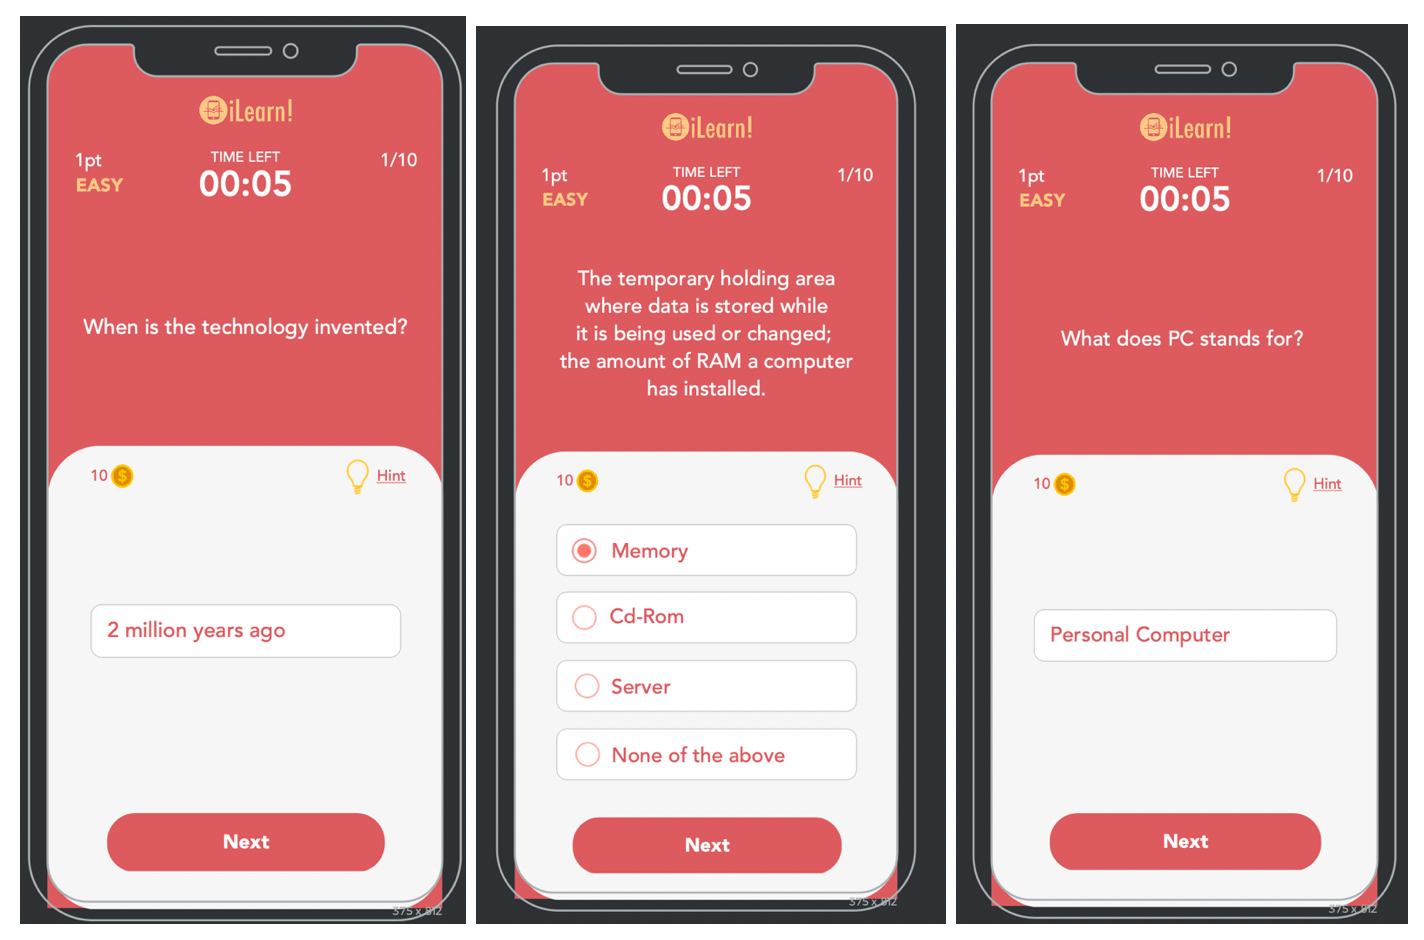 iLearn!
1pt
TIME LEFT
1/10
EASY
00:05
When is the technology invented?
10
Hint
2 million years ago
Next
375 x 812
iLearn!
1pt
TIME LEFT
1/10
EASY
00:05
The temporary holding area
where data is stored while
it is being used or changed;
the amount of RAM a computer
has installed.
10
Hint
Memory
Cd-Rom
Server
None of the above
Next
375 x 812
iLearn!
1pt
TIME LEFT
1/10
EASY
00:05
What does PC stands for?
10
Hint
Personal Computer
Next
375 x 812